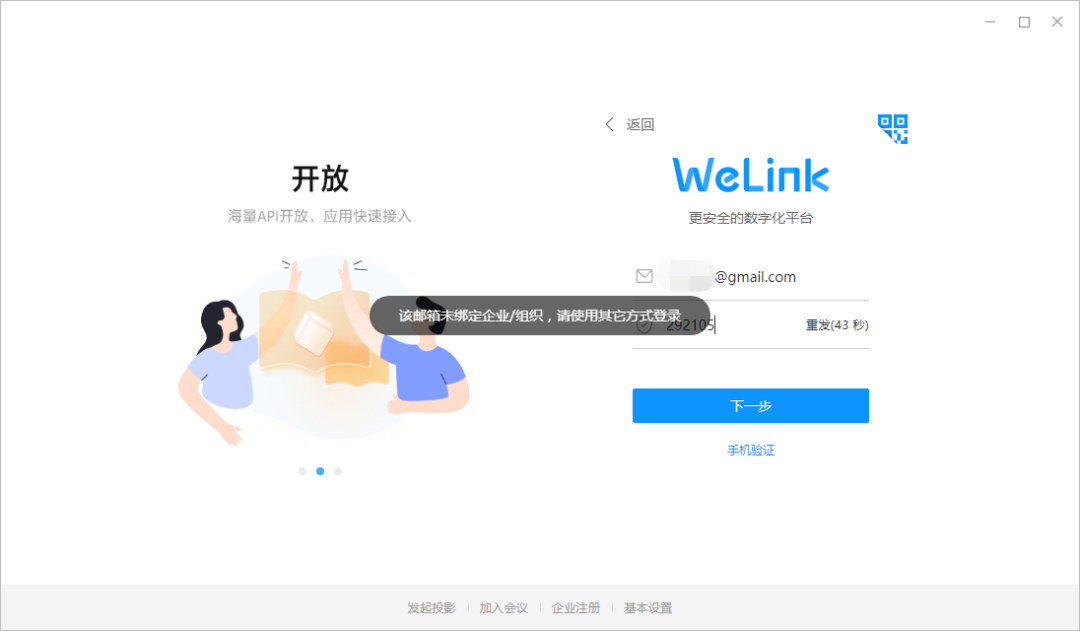 开放
海量API开放，应用快速接入
返回
WeLink
更安全的数字化平台
@gmail.com
292105
重发(43 秒)
该邮箱未绑定企业/组织，请使用其它方式登录
下一步
手机验证
发起投影 加入会议 企业注册 基本设置